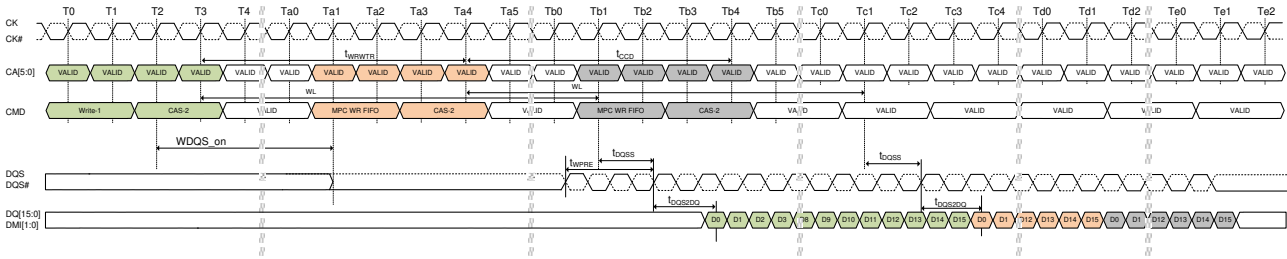 T0 T1 T2 T3 T4 Ta0 Ta1 Ta2 Ta3 Ta4 Ta5 Tb0 Tb1 Tb2 Tb3 Tb4 Tb5 Tc0 Tc1 Tc2 Tc3 Tc4 Td0 Td1 Td2 Te0 Te1 Te2
CK
CK#
tWRWTR tCCD
CA[5:0] VALID VALID VALID VALID VALID VALID VALID VALID VALID VALID VALID VALID VALID VALID VALID VALID VALID VALID VALID VALID VALID VALID VALID VALID VALID VALID VALID VALID
WL WL
CMD Write-1 CAS-2 VALID MPC WR FIFO CAS-2 VALID MPC WR FIFO CAS-2 VALID VALID VALID VALID VALID VALID
WDQS_on
tDQSS tDQSS
tWPRE
DQS
DQS#
tDQS2DQ tDQS2DQ
DQ[15:0] D0 D1 D2 D3 D8 D9 D10 D11 D12 D13 D14 D15 D0 D1 D12 D13 D14 D15 D0 D1 D12 D13 D14 D15
DMI[1:0]